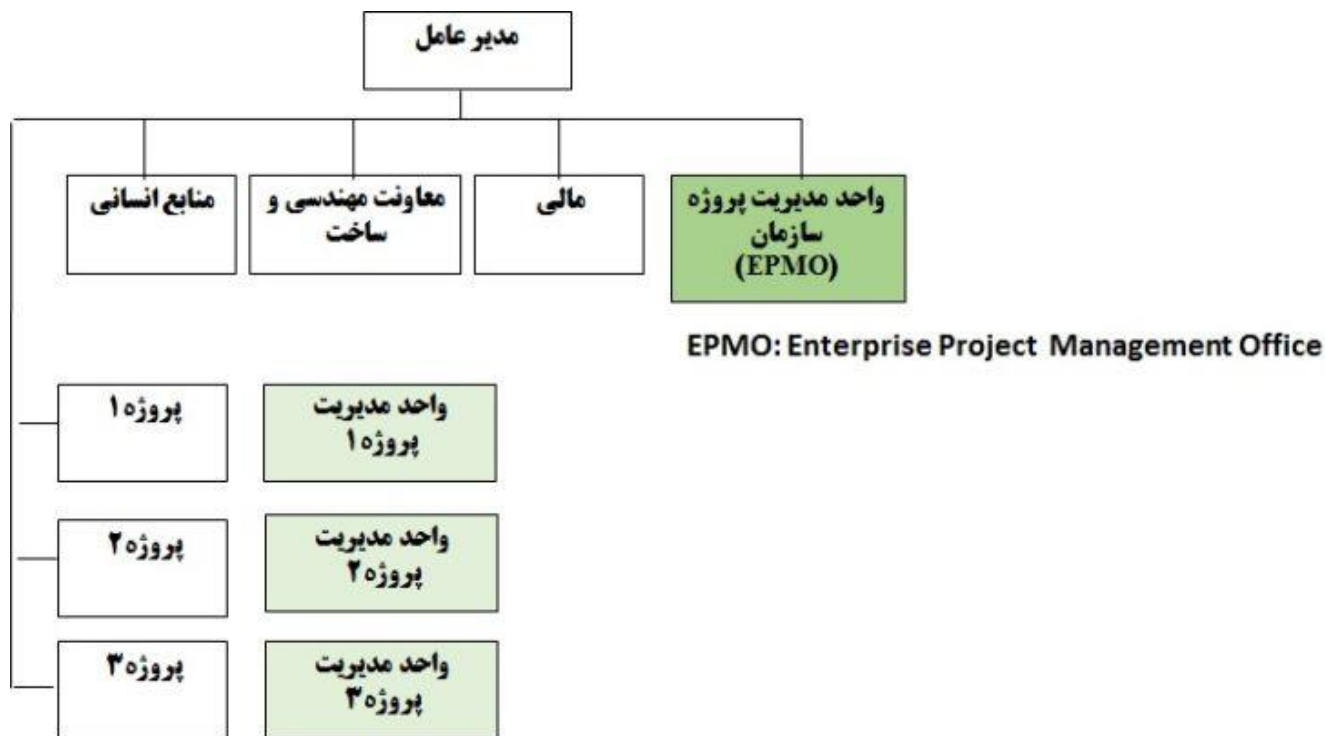 مدیر عامل
منابع انسانی
معاونت مهندسی و
ساخت
مالی
واحد مدیریت پروژه
سازمان
(EPMO)
EPMO: Enterprise Project Management Office
پروژه۱
واحد مدیریت
پروژه۱
پروژه۲
واحد مدیریت
پروژه۲
پروژه۳
واحد مدیریت
پروژه۳